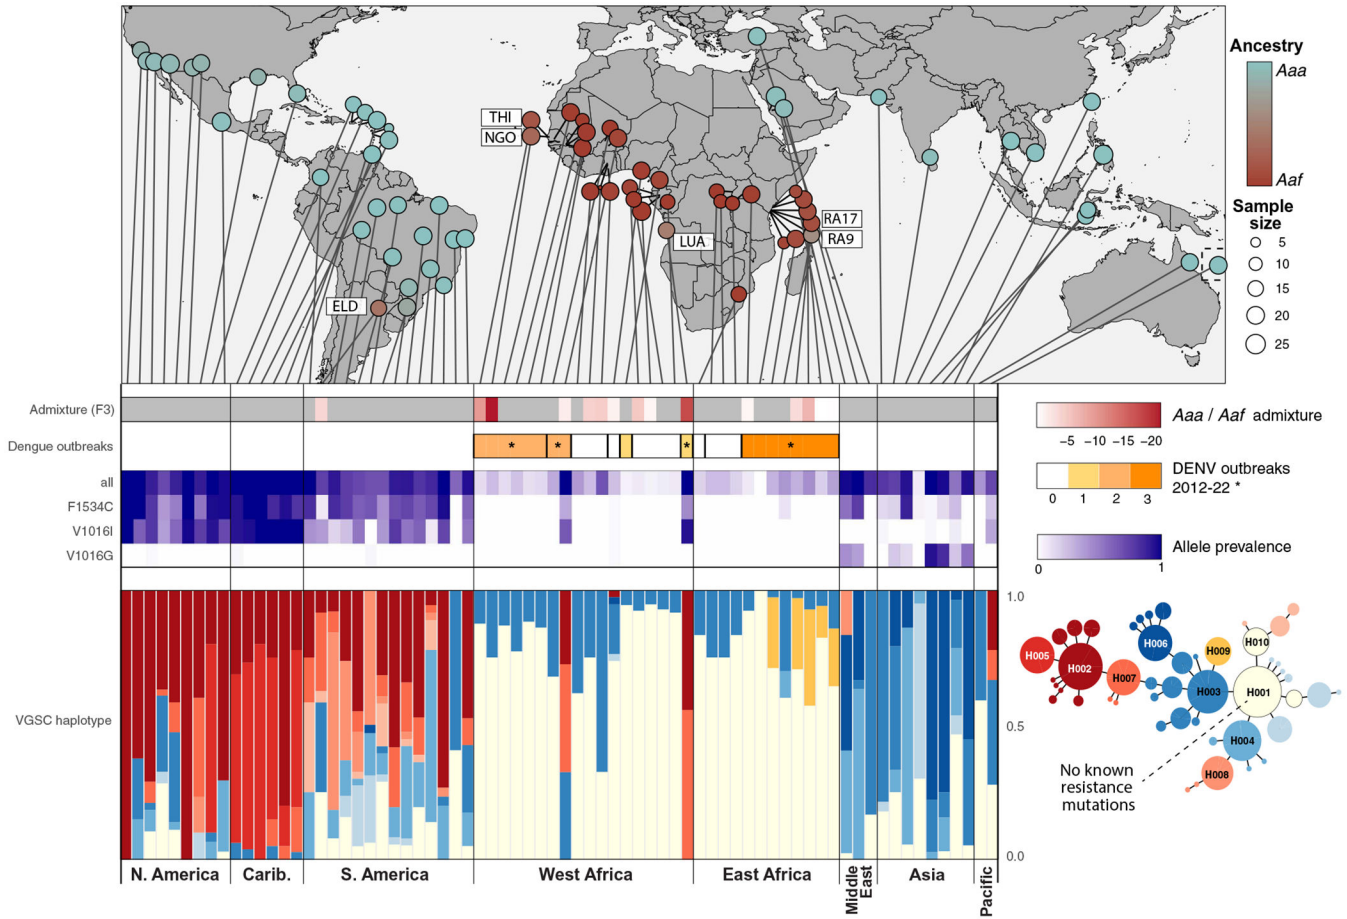 THI
NGO
LUA
RA17
RA9
ELD
Ancestry
Aaa
Aaf
Sample
size
5
10
15
20
25
Admixture (F3)
Dengue outbreaks
* * * *
all
F1534C
V1016I
V1016G
VGSC haplotype
1.0
0.5
0.0
N. America
Carib.
S. America
West Africa
East Africa
Middle
East
Asia
Pacific
Aaa / Aaf admixture
−5 −10 −15 −20
DENV outbreaks
2012-22 *
0 1 2 3
Allele prevalence
0 1
H005
H002
H007
H006
H009
H010
H003
H001
H004
H008
No known
resistance
mutations